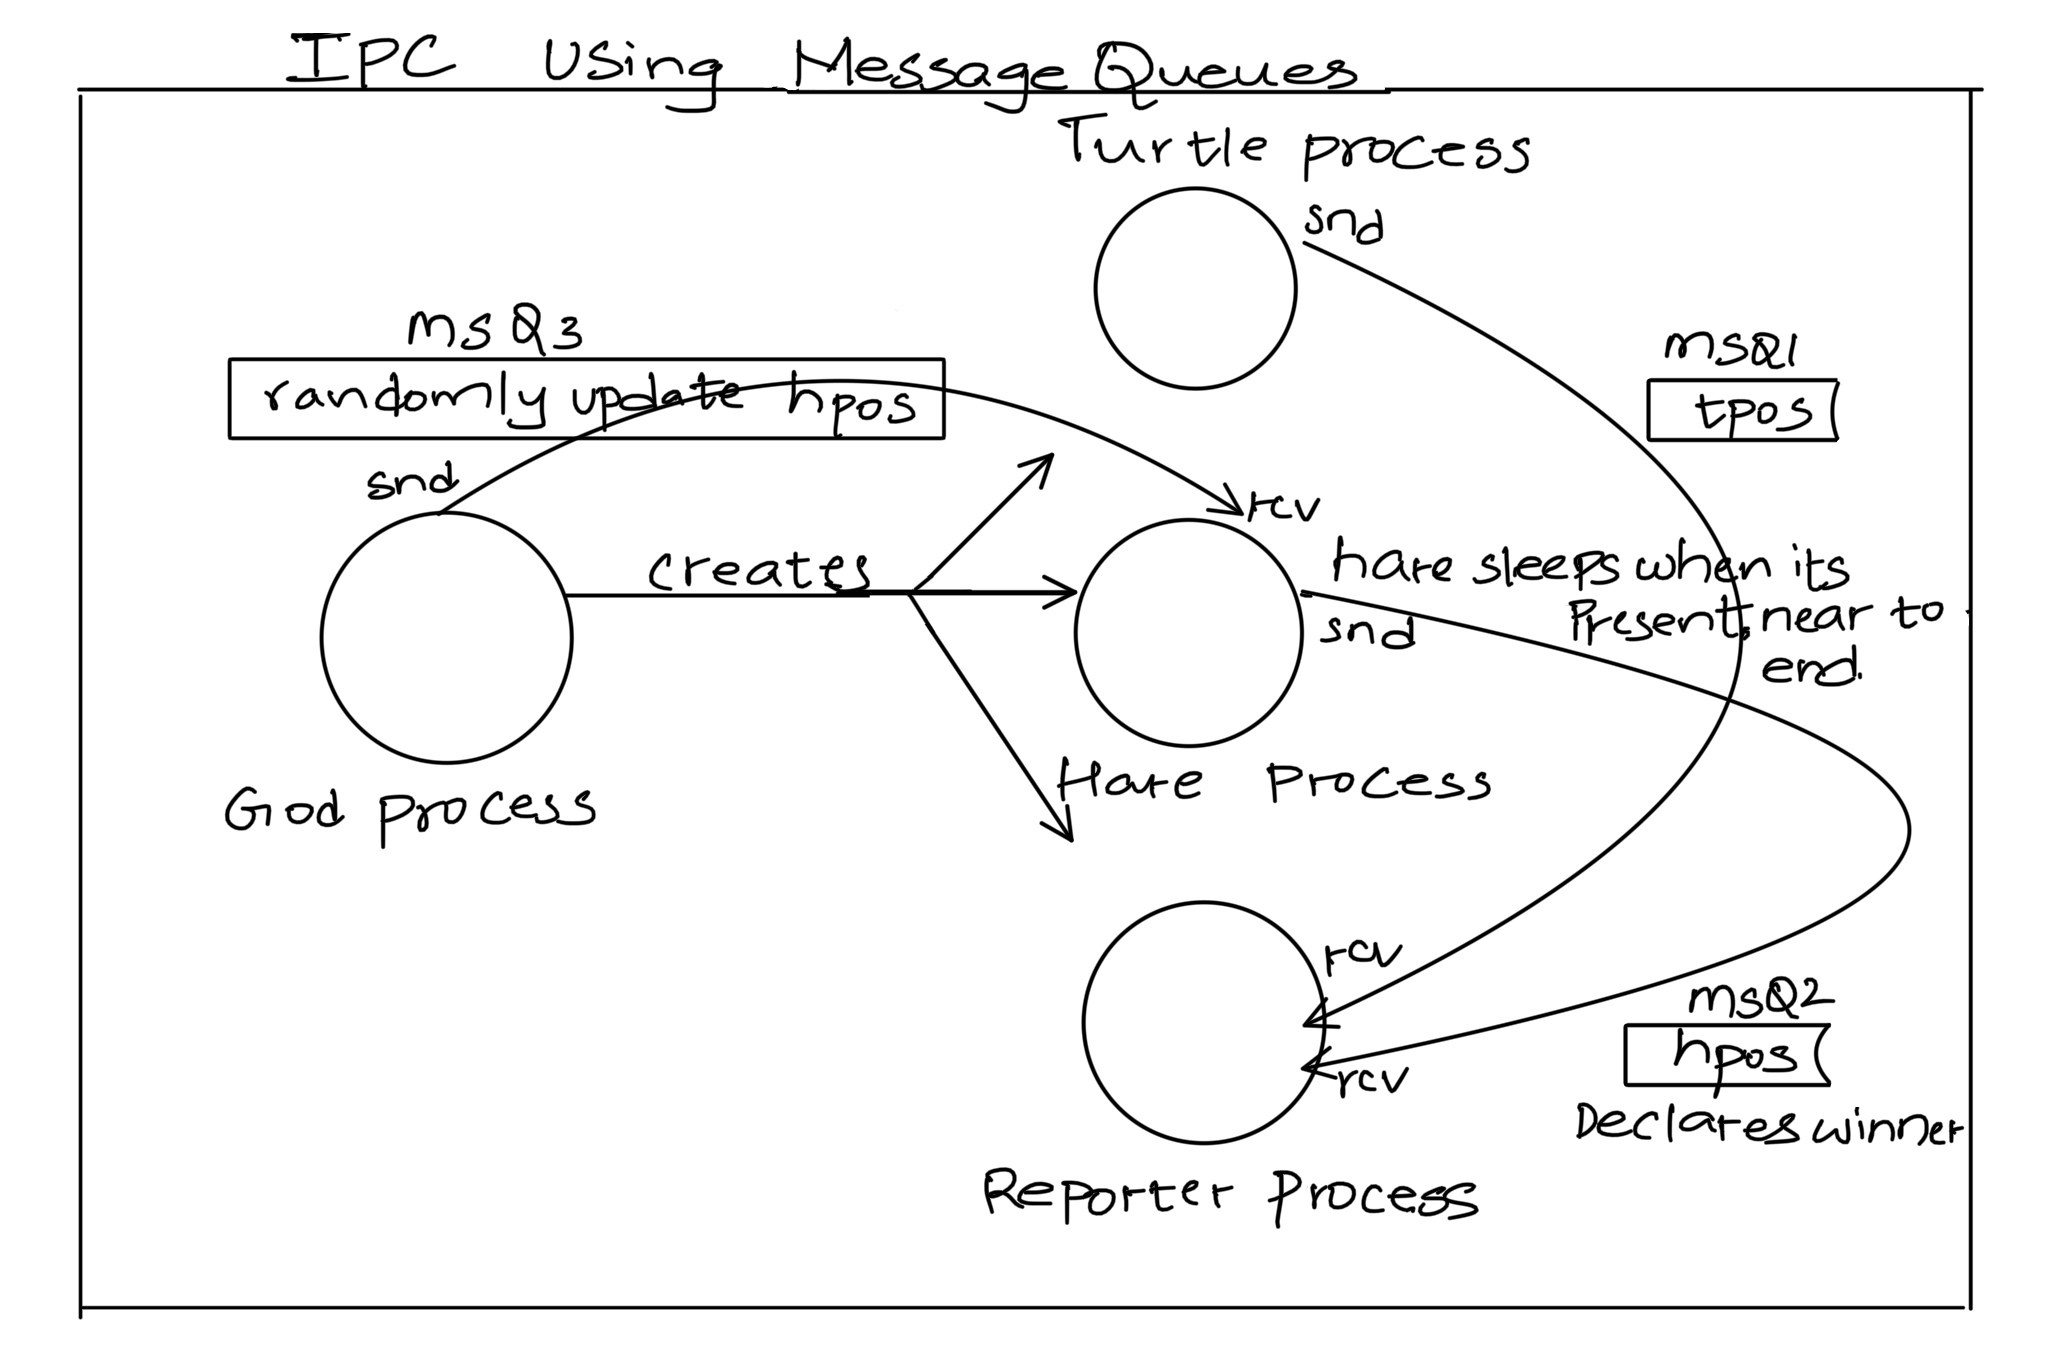 IPC Using Message Queues
Turtle process
snd
msQ3
randomly update hpos
msQ1
tpos
snd
rcv
creates
hare sleeps when its
Present near to
end.
snd
God process
Hare Process
rcv
msQ2
hpos
rcv
Declares winner
Reporter Process